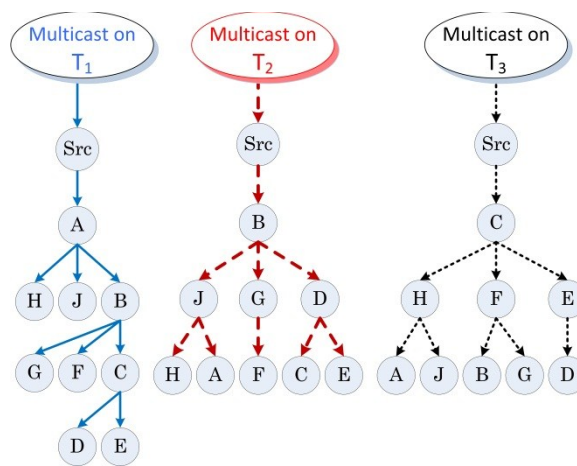 Multicast on
T1
Multicast on
T2
Multicast on
T3
Src
Src
Src
A
B
C
H J B
J G D
H F E
G F C
H A F C E
A J B G D
D E